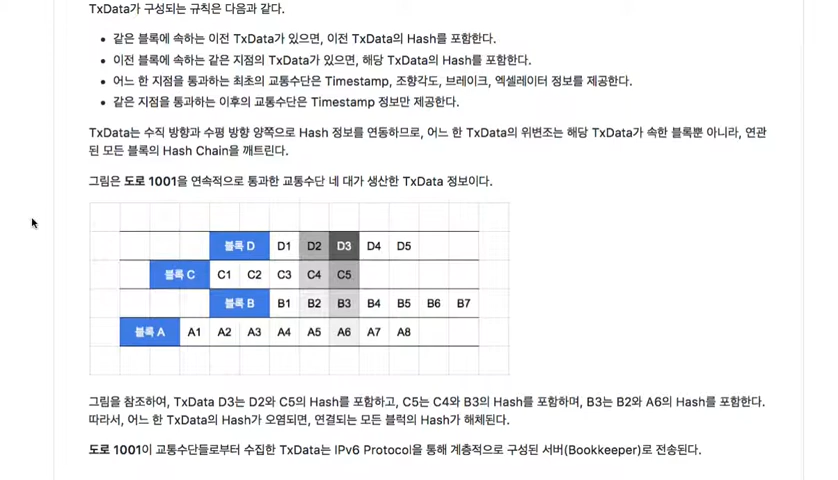 TxData가 구성되는 규칙은 다음과 같다.
같은 블록에 속하는 이전 TxData가 있으면, 이전 TxData의 Hash를 포함한다.
이전 블록에 속하는 같은 지점의 TxData가 있으면, 해당 TxData의 Hash를 포함한다.
어느 한 지점을 통과하는 최초의 교통수단은 Timestamp, 조향각도, 브레이크, 엑셀레이터 정보를 제공한다.
같은 지점을 통과하는 이후의 교통수단은 Timestamp 정보만 제공한다.
TxData는 수직 방향과 수평 방향 양쪽으로 Hash 정보를 연동하므로, 어느 한 TxData의 위변조는 해당 TxData가 속한 블록뿐 아니라, 연관
된 모든 블록의 Hash Chain을 깨트린다.
그림은 도로 1001을 연속적으로 통과한 교통수단 네 대가 생산한 TxData 정보이다.
블록 D D1 D2 D3 D4 D5
블록 C C1 C2 C3 C4 C5
블록 B B1 B2 B3 B4 B5 B6 B7
블록 A A1 A2 A3 A4 A5 A6 A7 A8
그림을 참조하여, TxData D3는 D2와 C5의 Hash를 포함하고, C5는 C4와 B3의 Hash를 포함하며, B3는 B2와 A6의 Hash를 포함한다.
따라서, 어느 한 TxData의 Hash가 오염되면, 연결되는 모든 블럭의 Hash가 해체된다.
도로 1001이 교통수단들로부터 수집한 TxData는 IPv6 Protocol을 통해 계층적으로 구성된 서버(Bookkeeper)로 전송된다.